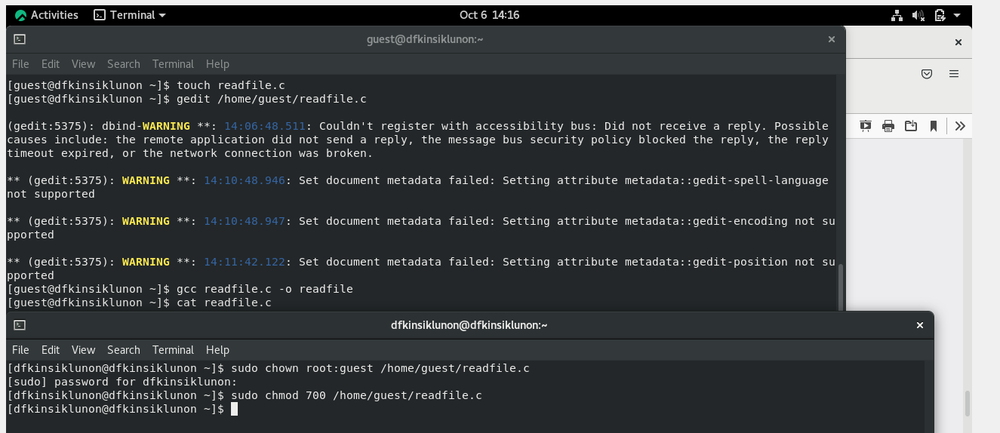 Activities Terminal Oct 6 14:16
guest@dfkinsiklunon:~
File Edit View Search Terminal Help
[guest@dfkinsiklunon ~]$ touch readfile.c
[guest@dfkinsiklunon ~]$ gedit /home/guest/readfile.c
(gedit:5375): dbind-WARNING **: 14:06:48.511: Couldn't register with accessibility bus: Did not receive a reply. Possible
causes include: the remote application did not send a reply, the message bus security policy blocked the reply, the reply
timeout expired, or the network connection was broken.
** (gedit:5375): WARNING **: 14:10:48.946: Set document metadata failed: Setting attribute metadata::gedit-spell-language
not supported
** (gedit:5375): WARNING **: 14:10:48.947: Set document metadata failed: Setting attribute metadata::gedit-encoding not su
pported
** (gedit:5375): WARNING **: 14:11:42.122: Set document metadata failed: Setting attribute metadata::gedit-position not su
pported
[guest@dfkinsiklunon ~]$ gcc readfile.c -o readfile
[guest@dfkinsiklunon ~]$ cat readfile.c
dfkinsiklunon@dfkinsiklunon:~
File Edit View Search Terminal Help
[dfkinsiklunon@dfkinsiklunon ~]$ sudo chown root:guest /home/guest/readfile.c
[sudo] password for dfkinsiklunon:
[dfkinsiklunon@dfkinsiklunon ~]$ sudo chmod 700 /home/guest/readfile.c
[dfkinsiklunon@dfkinsiklunon ~]$